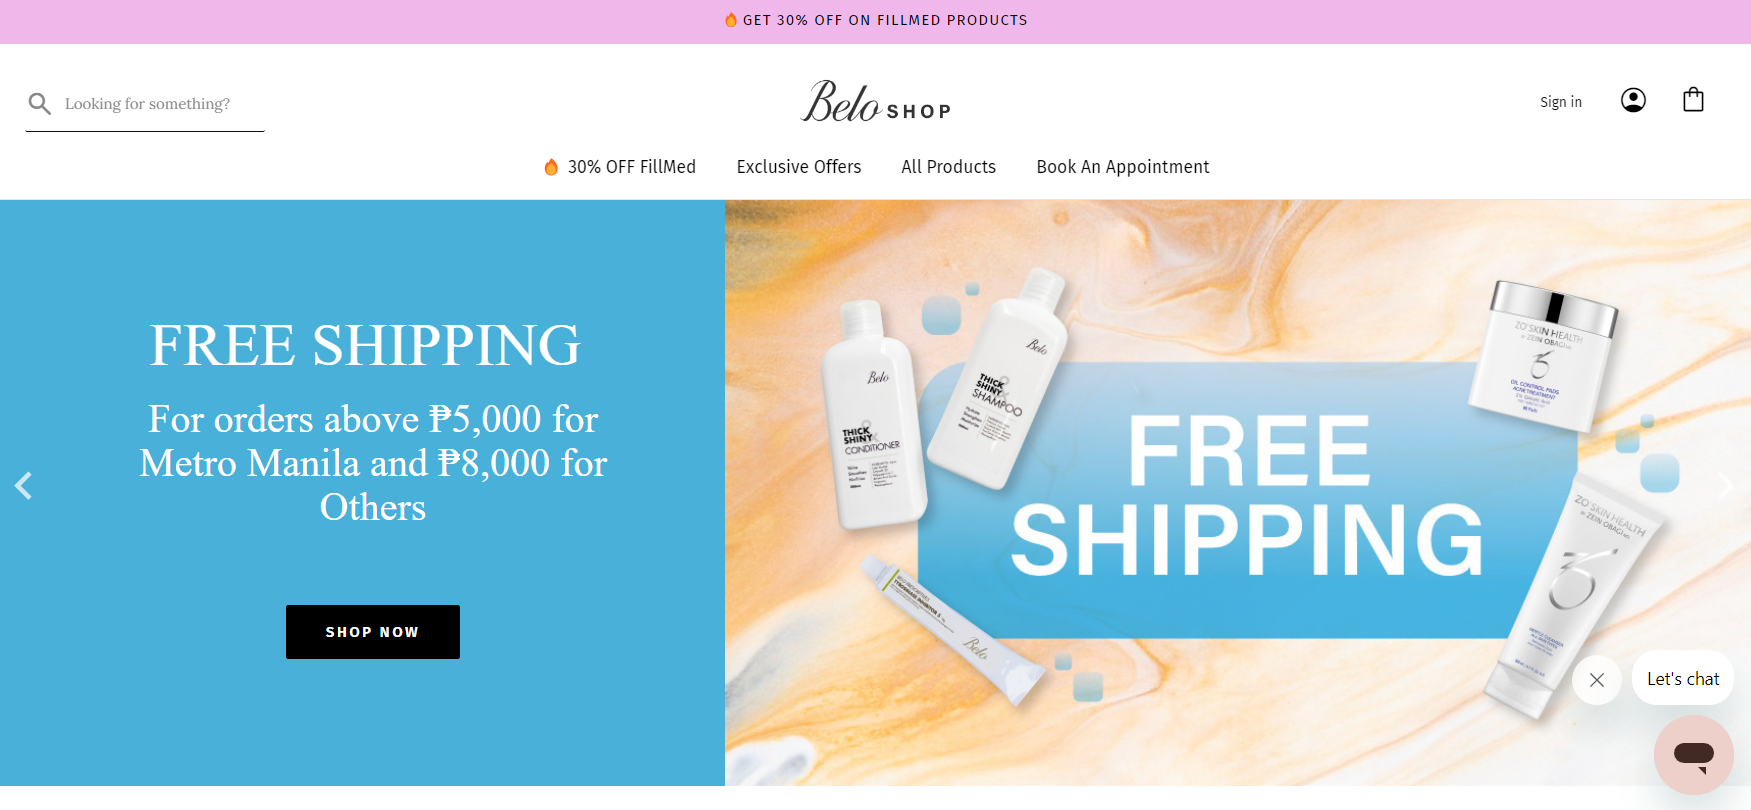 GET 30% OFF ON FILLMED PRODUCTS
Looking for something?
Belo SHOP
Sign in
30% OFF FillMed
Exclusive Offers
All Products
Book An Appointment
FREE SHIPPING
For orders above ₱5,000 for
Metro Manila and ₱8,000 for
Others
SHOP NOW
Belo
THICK &
SHINY
CONDITIONER
Belo
THICK &
SHINY
SHAMPOO
ZO SKIN HEALTH
BY ZEIN OBAGI MD
OIL CONTROL PADS
ACNE TREATMENT
FREE
SHIPPING
Belo
ZO SKIN HEALTH
BY ZEIN OBAGI MD
Let's chat